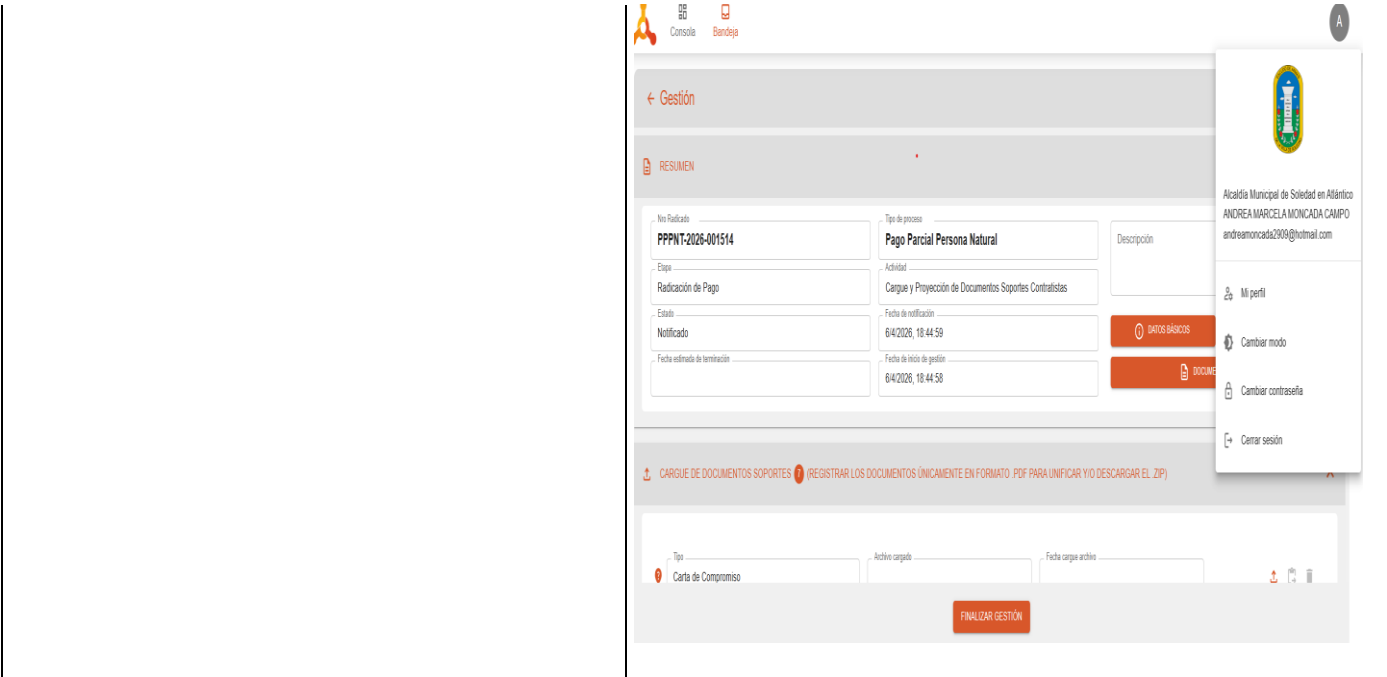 Consola
Bandeja
A
Gestión
RESUMEN
Alcaldía Municipal de Soledad en Atlántico
ANDREA MARCELA MONCADA CAMPO
andreamoncada2909@hotmail.com
Nro Radicado
PPPNT-2026-001514
Tipo de proceso
Pago Parcial Persona Natural
Descripción
Etapa
Radicación de Pago
Actividad
Cargue y Proyección de Documentos Soportes Contratistas
Estado
Notificado
Fecha de notificación
6/4/2026, 18:44:59
DATOS BÁSICOS
Fecha estimada de terminación
Fecha de inicio de gestión
6/4/2026, 18:44:58
DOCUME
Mi perfil
Cambiar modo
Cambiar contraseña
Cerrar sesión
CARGUE DE DOCUMENTOS SOPORTES ? (REGISTRAR LOS DOCUMENTOS ÚNICAMENTE EN FORMATO .PDF PARA UNIFICAR Y/O DESCARGAR EL .ZIP)
Tipo
Carta de Compromiso
Archivo cargado
Fecha cargue archivo
FINALIZAR GESTIÓN